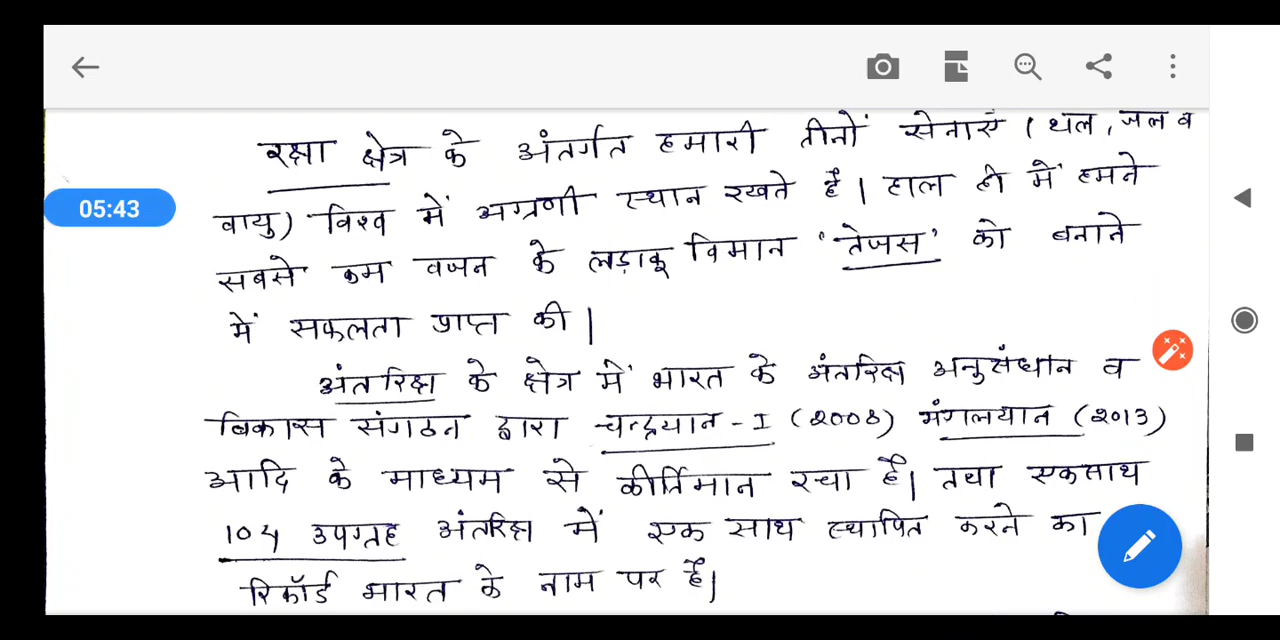 रक्षा क्षेत्र के अंतर्गत हमारी तीनों सेनाएँ (थल, जल व
05:43
वायु) विश्व में अग्रणी स्थान रखते है। हाल ही में हमने
सबसे कम वजन के लड़ाकू विमान 'तेजस' को बनाने
में सफलता प्राप्त की।
अंतरिक्ष के क्षेत्र में भारत के अंतरिक्ष अनुसंधान व
विकास संगठन द्वारा चन्द्रयान - I (2008) मंगलयान (2013)
आदि के माध्यम से कीर्तिमान रचा है। तथा एकसाथ
104 उपग्रह अंतरिक्ष में एक साथ स्थापित करने का
रिकॉर्ड भारत के नाम पर है।